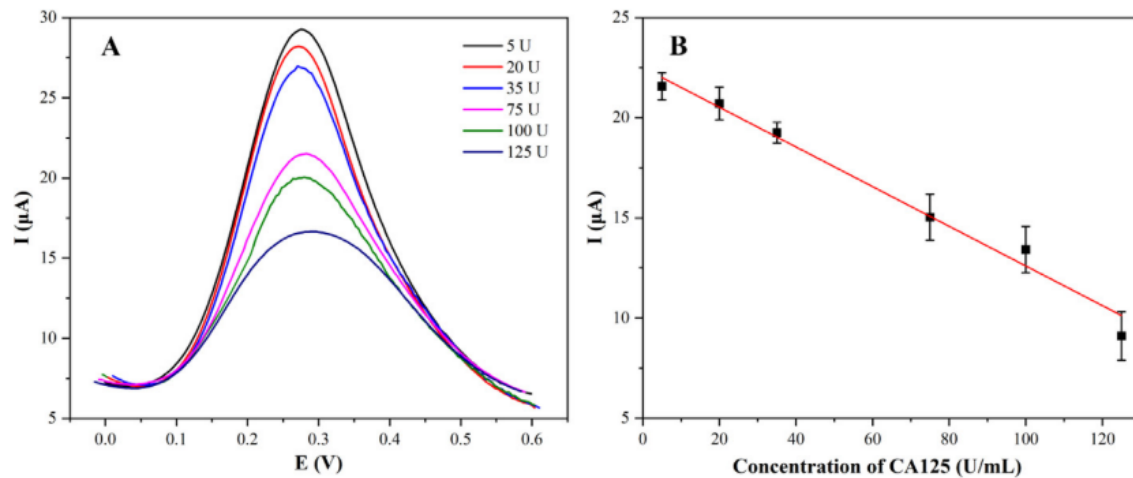 A
5 U
20 U
35 U
75 U
100 U
125 U
30
25
20
15
10
5
I (μA)
0.0 0.1 0.2 0.3 0.4 0.5 0.6
E (V)
B
25
20
15
10
5
I (μA)
0 20 40 60 80 100 120
Concentration of CA125 (U/mL)